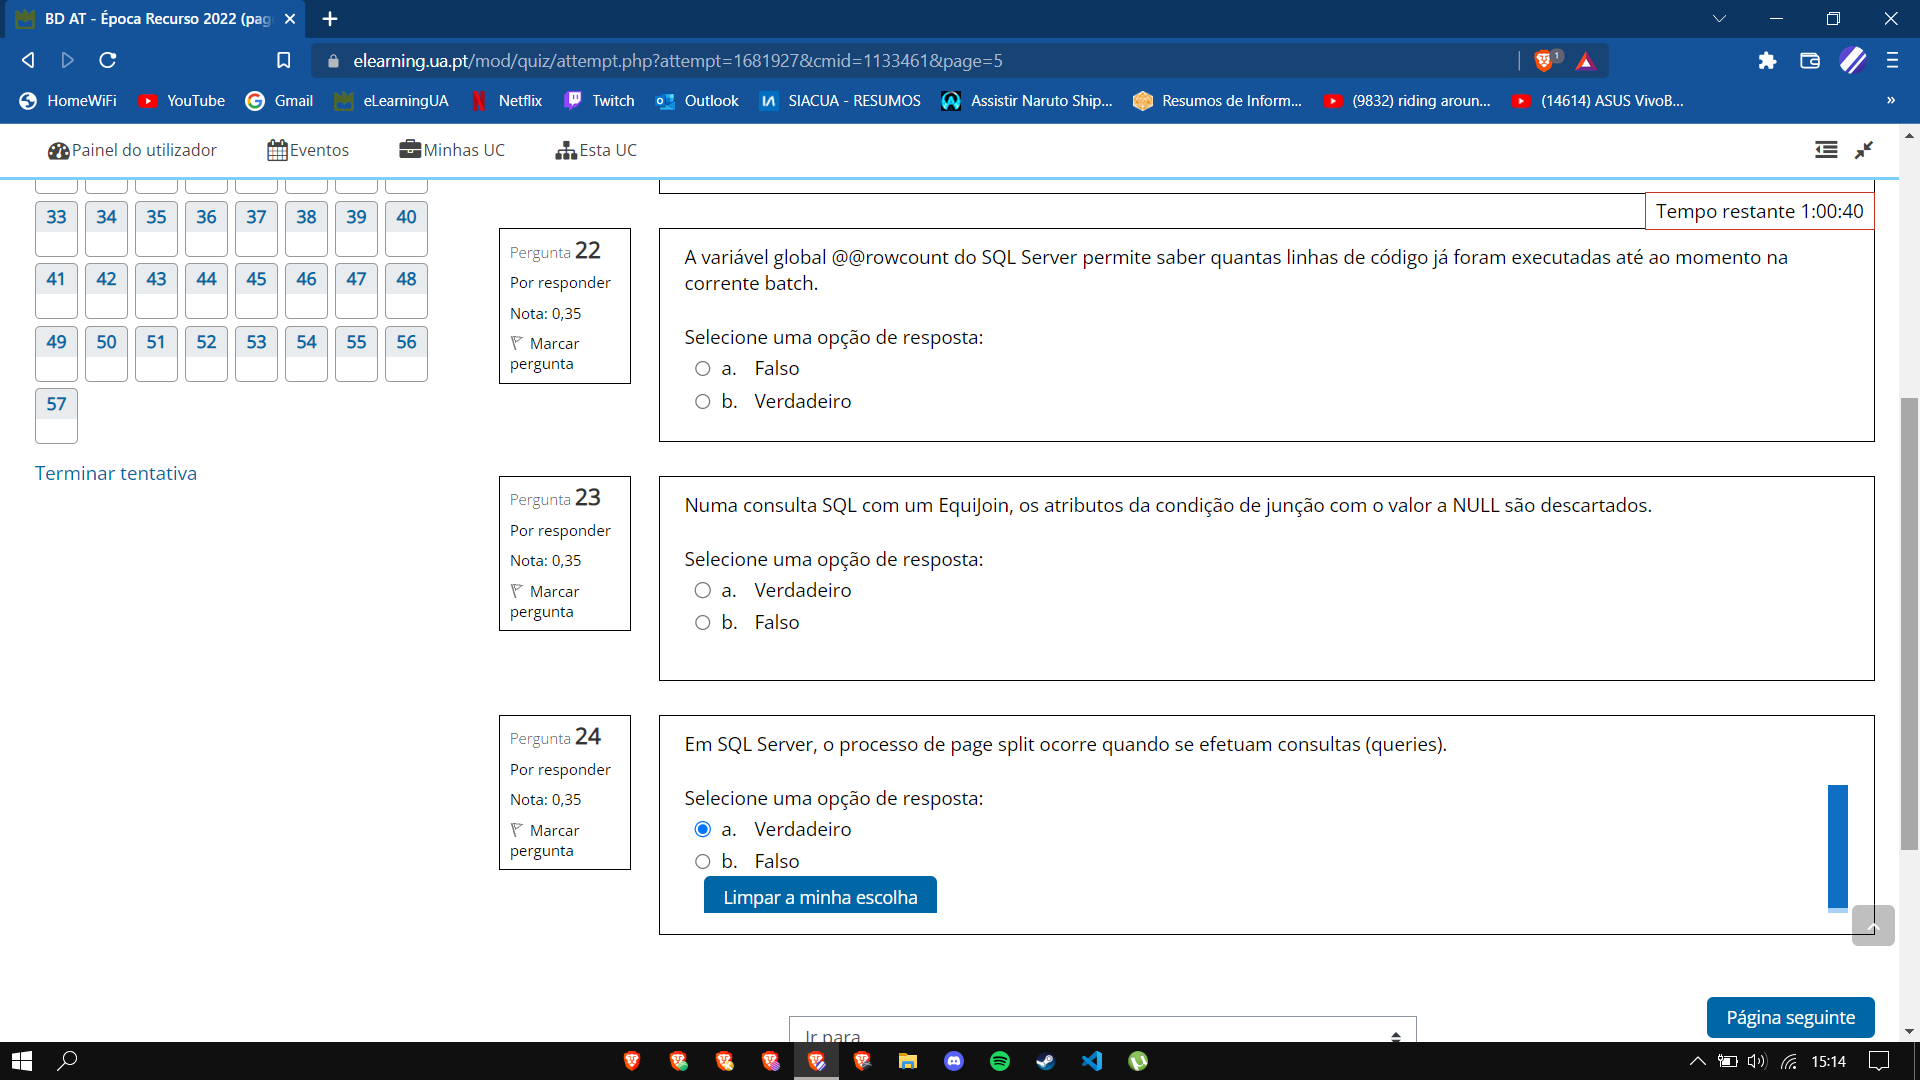 BD AT - Época Recurso 2022 (pag
elearning.ua.pt/mod/quiz/attempt.php?attempt=1681927&cmid=1133461&page=5
1
HomeWiFi
YouTube
Gmail
eLearningUA
Netflix
Twitch
Outlook
SIACUA - RESUMOS
Assistir Naruto Ship...
Resumos de Inform...
(9832) riding aroun...
(14614) ASUS VivoB...
»
Painel do utilizador
Eventos
Minhas UC
Esta UC
Tempo restante 1:00:40
33 34 35 36 37 38 39 40
41 42 43 44 45 46 47 48
49 50 51 52 53 54 55 56
57
Terminar tentativa
Pergunta 22
Por responder
Nota: 0,35
Marcar
pergunta
A variável global @@rowcount do SQL Server permite saber quantas linhas de código já foram executadas até ao momento na
corrente batch.
Selecione uma opção de resposta:
a. Falso
b. Verdadeiro
Pergunta 23
Por responder
Nota: 0,35
Marcar
pergunta
Numa consulta SQL com um EquiJoin, os atributos da condição de junção com o valor a NULL são descartados.
Selecione uma opção de resposta:
a. Verdadeiro
b. Falso
Pergunta 24
Por responder
Nota: 0,35
Marcar
pergunta
Em SQL Server, o processo de page split ocorre quando se efetuam consultas (queries).
Selecione uma opção de resposta:
a. Verdadeiro
b. Falso
Limpar a minha escolha
Página seguinte
Ir para
15:14